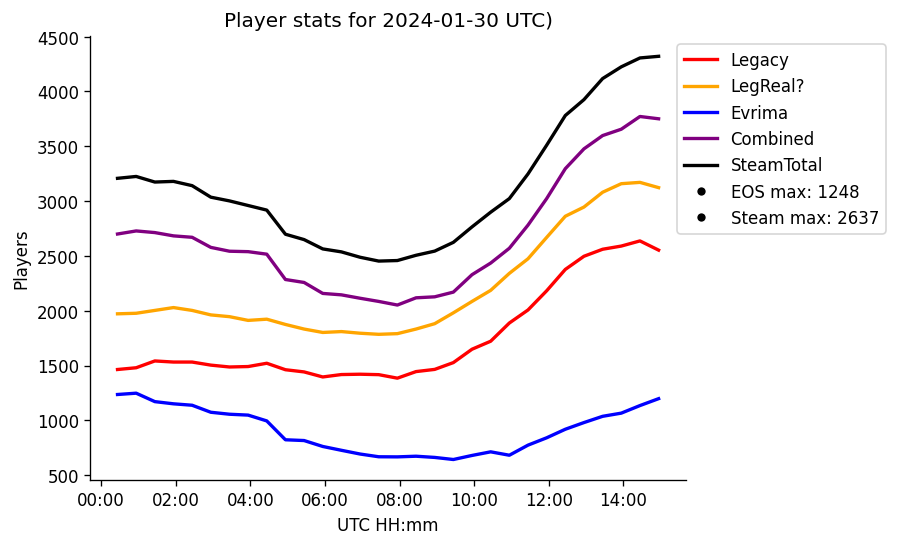 Player stats for 2024-01-30 UTC)
4500
4000
3500
3000
2500
2000
1500
1000
500
Players
00:00 02:00 04:00 06:00 08:00 10:00 12:00 14:00
UTC HH:mm
Legacy
LegReal?
Evrima
Combined
SteamTotal
EOS max: 1248
Steam max: 2637